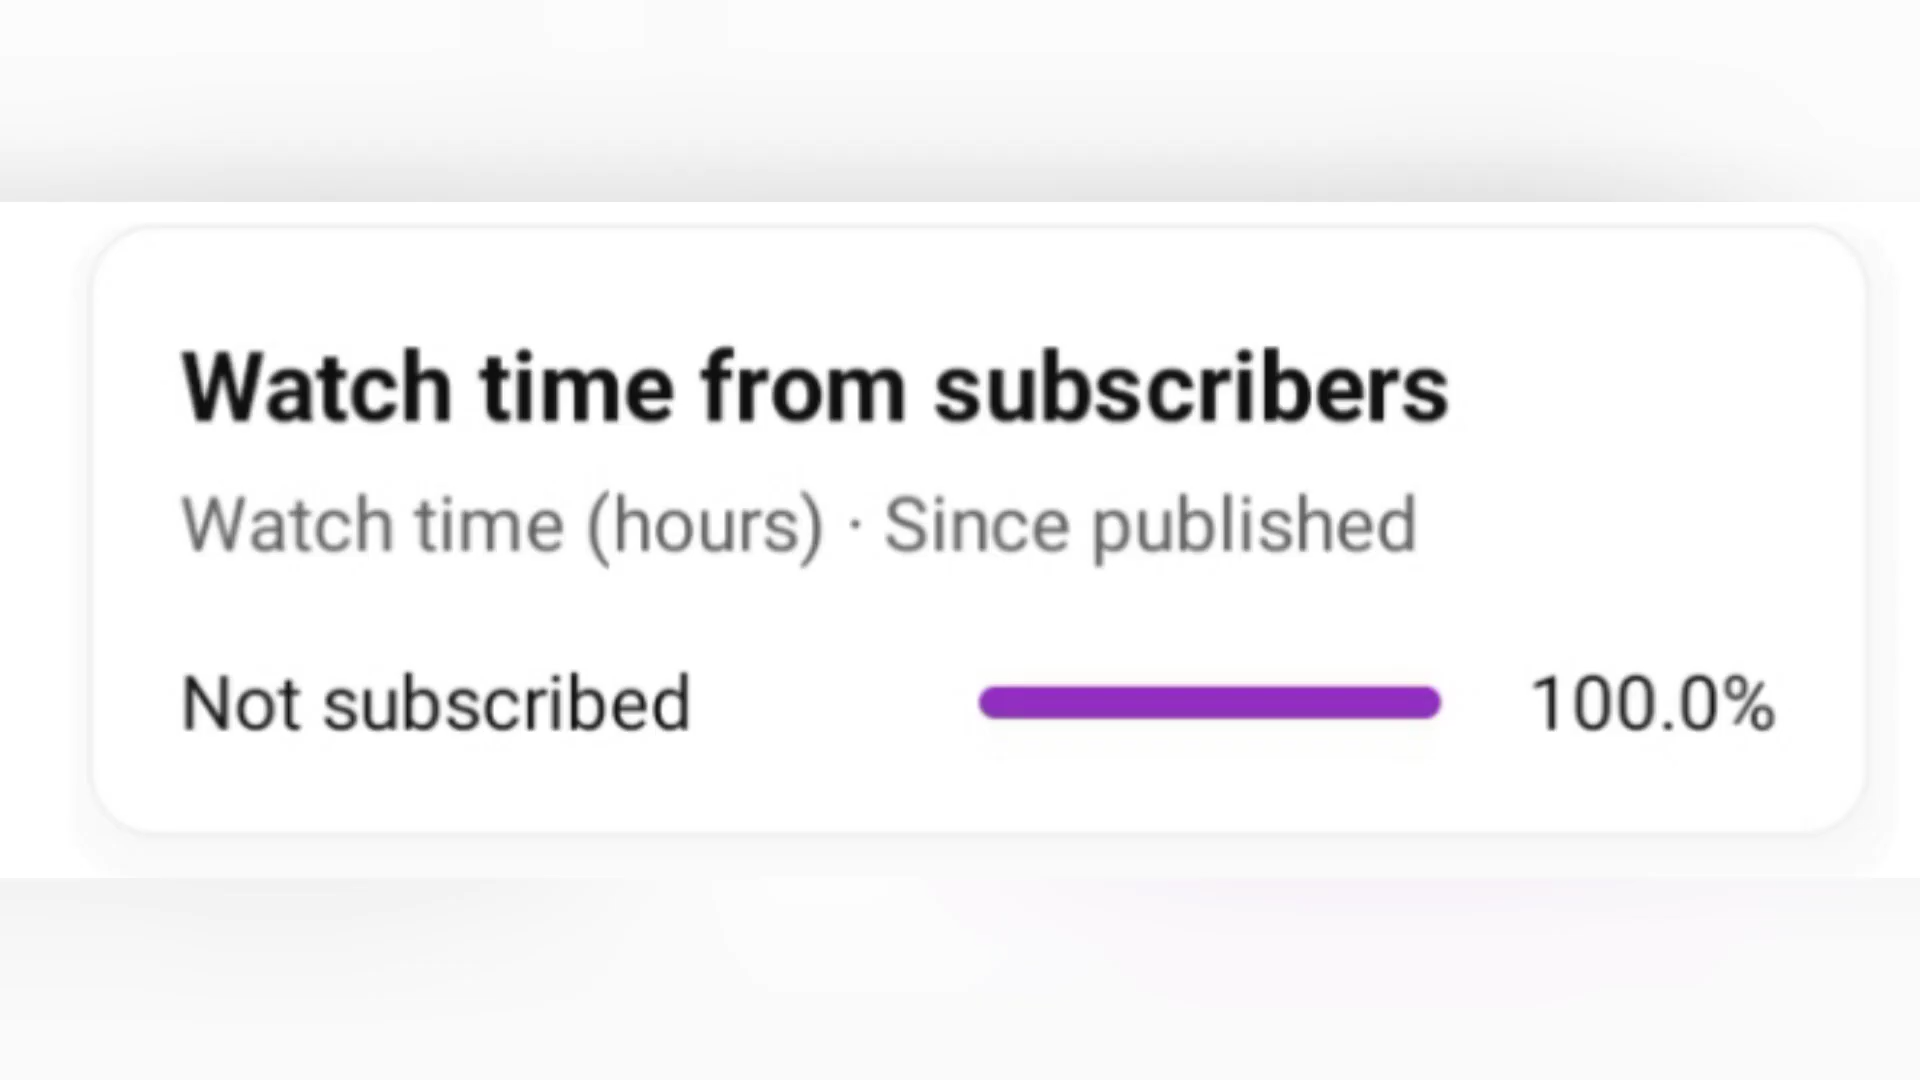 Watch time from subscribers
Watch time (hours) · Since published
Not subscribed 100.0%